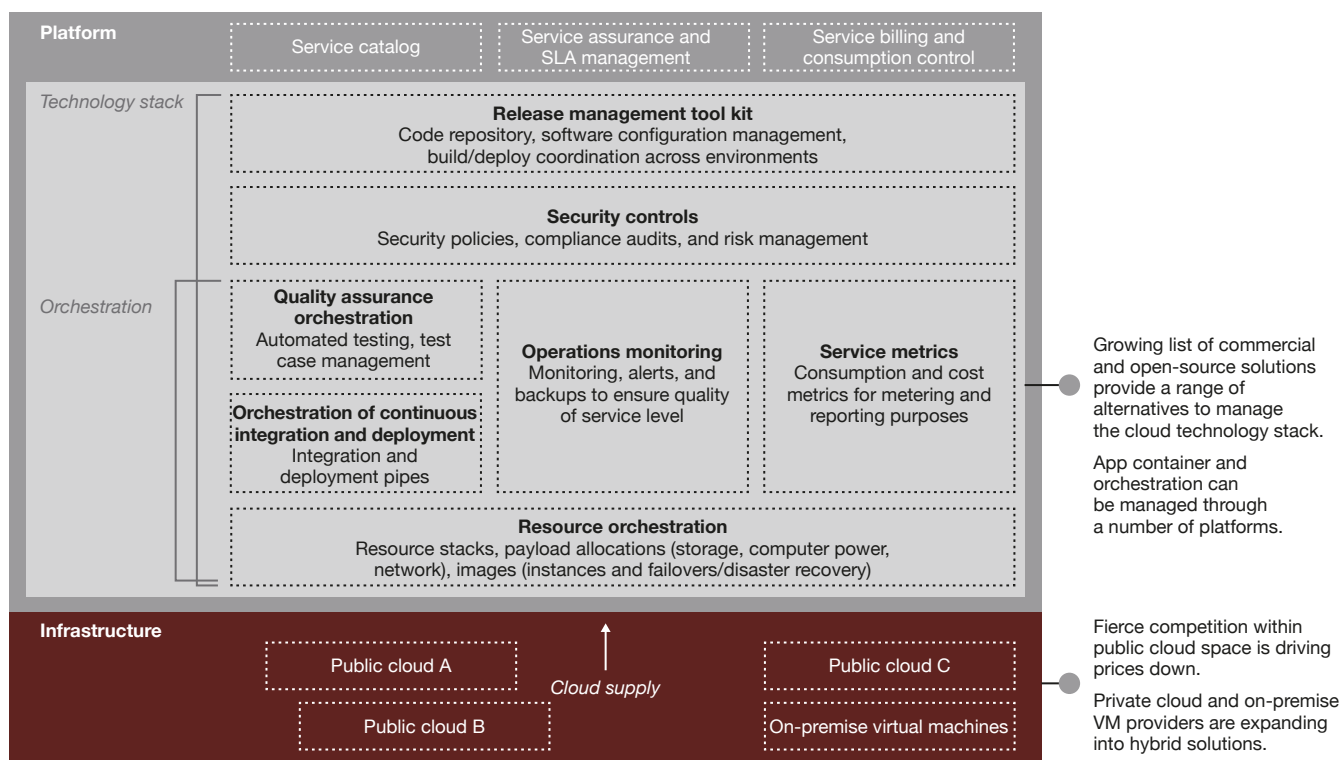 Platform
Service catalog
Service assurance and
SLA management
Service billing and
consumption control
Technology stack
Release management tool kit
Code repository, software configuration management,
build/deploy coordination across environments
Security controls
Security policies, compliance audits, and risk management
Orchestration
Quality assurance
orchestration
Automated testing, test
case management
Orchestration of continuous
integration and deployment
Integration and
deployment pipes
Operations monitoring
Monitoring, alerts, and
backups to ensure quality
of service level
Service metrics
Consumption and cost
metrics for metering and
reporting purposes
Resource orchestration
Resource stacks, payload allocations (storage, computer power,
network), images (instances and failovers/disaster recovery)
Growing list of commercial
and open-source solutions
provide a range of
alternatives to manage
the cloud technology stack.
App container and
orchestration can
be managed through
a number of platforms.
Infrastructure
Public cloud A
Public cloud B
Cloud supply
Public cloud C
On-premise virtual machines
Fierce competition within
public cloud space is driving
prices down.
Private cloud and on-premise
VM providers are expanding
into hybrid solutions.